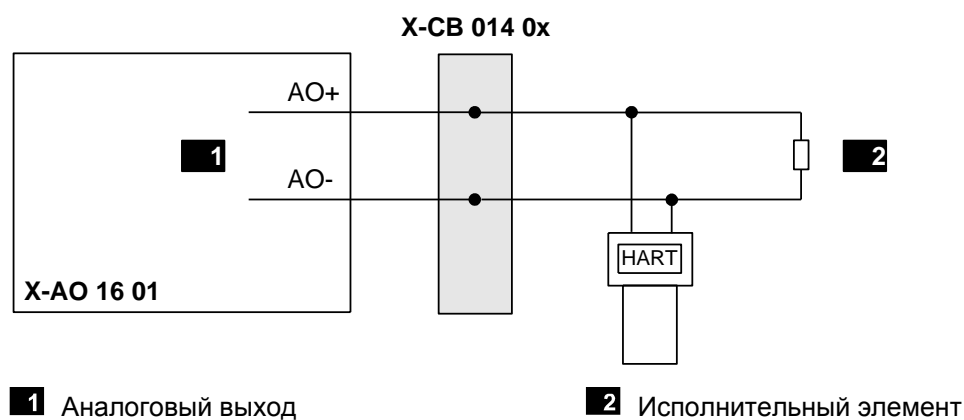 X-CB 014 0x
AO+
1
2
AO-
HART
X-AO 16 01
1 Аналоговый выход
2 Исполнительный элемент